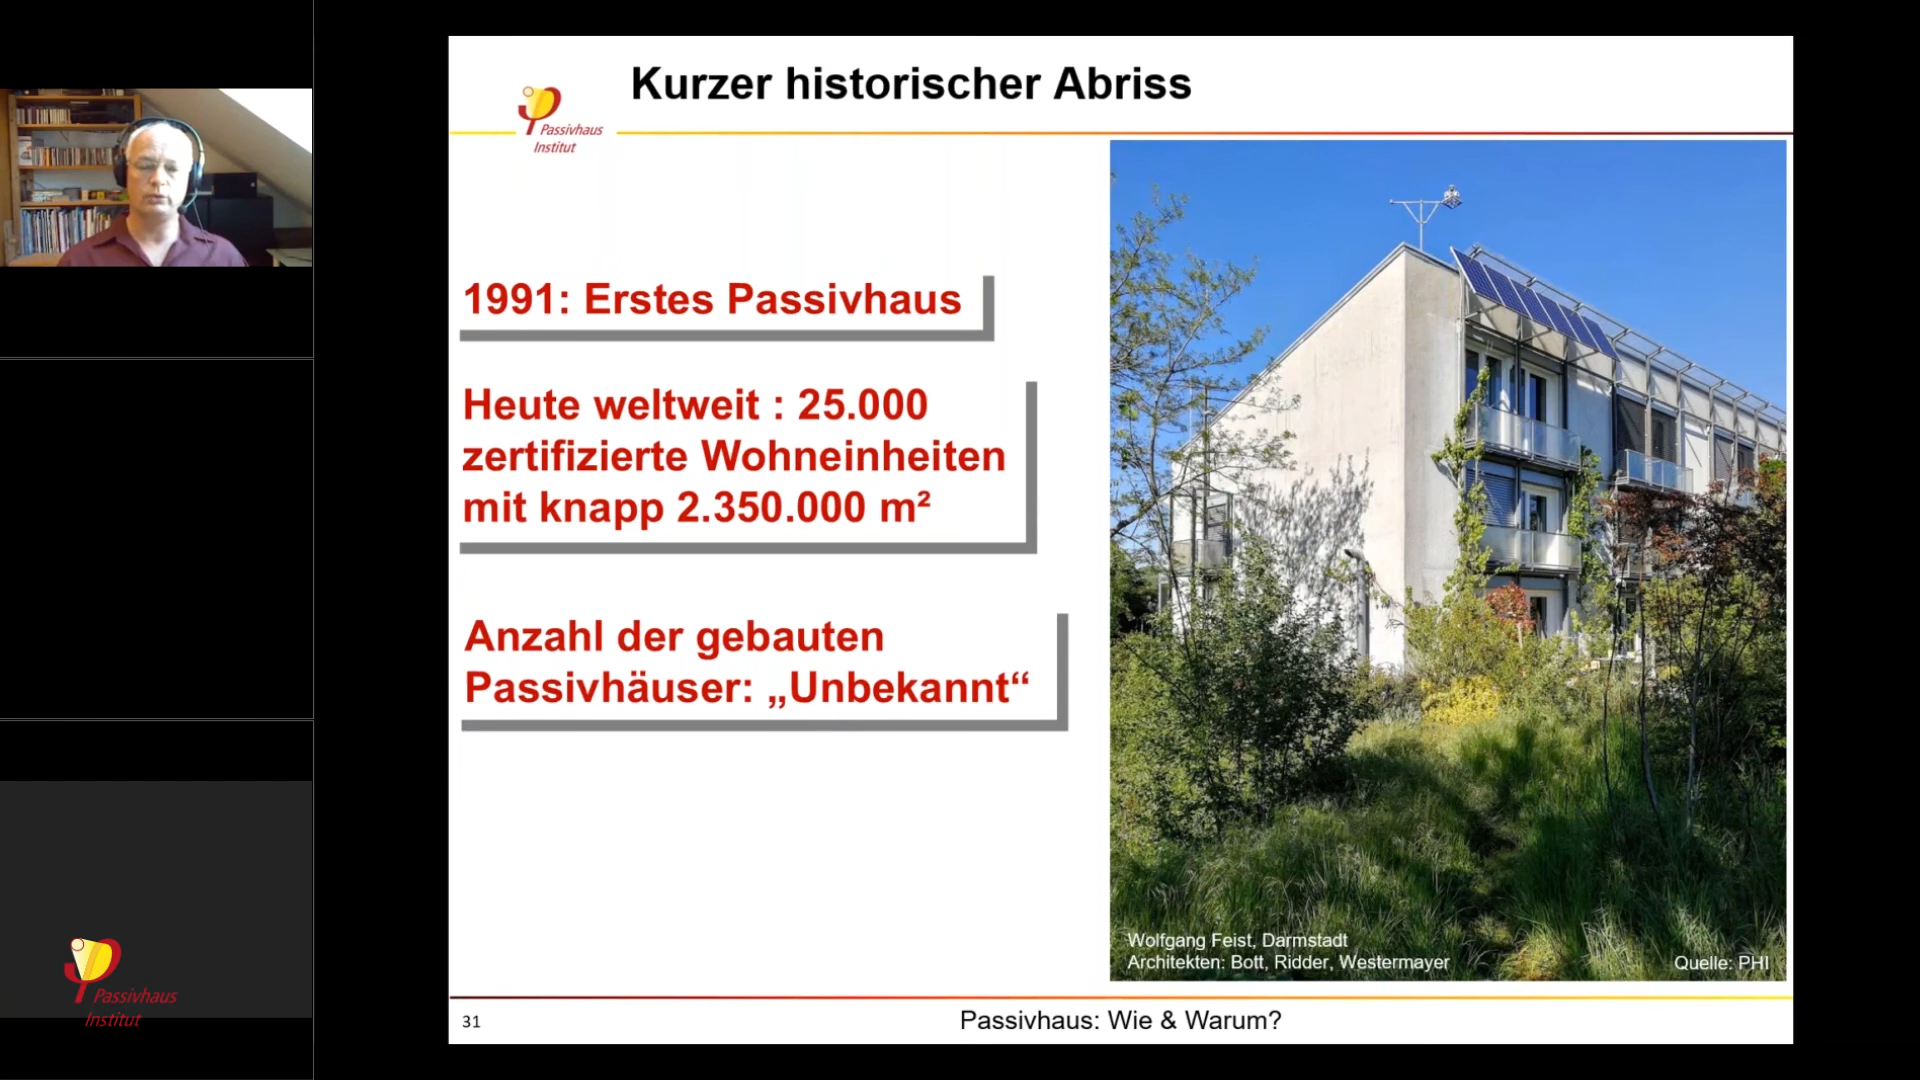 Kurzer historischer Abriss
Passivhaus
Institut
1991: Erstes Passivhaus
Heute weltweit : 25.000
zertifizierte Wohneinheiten
mit knapp 2.350.000 m²
Anzahl der gebauten
Passivhäuser: „Unbekannt“
Wolfgang Feist, Darmstadt
Architekten: Bott, Ridder, Westermayer
Quelle: PHI
31
Passivhaus: Wie & Warum?
Passivhaus
Institut